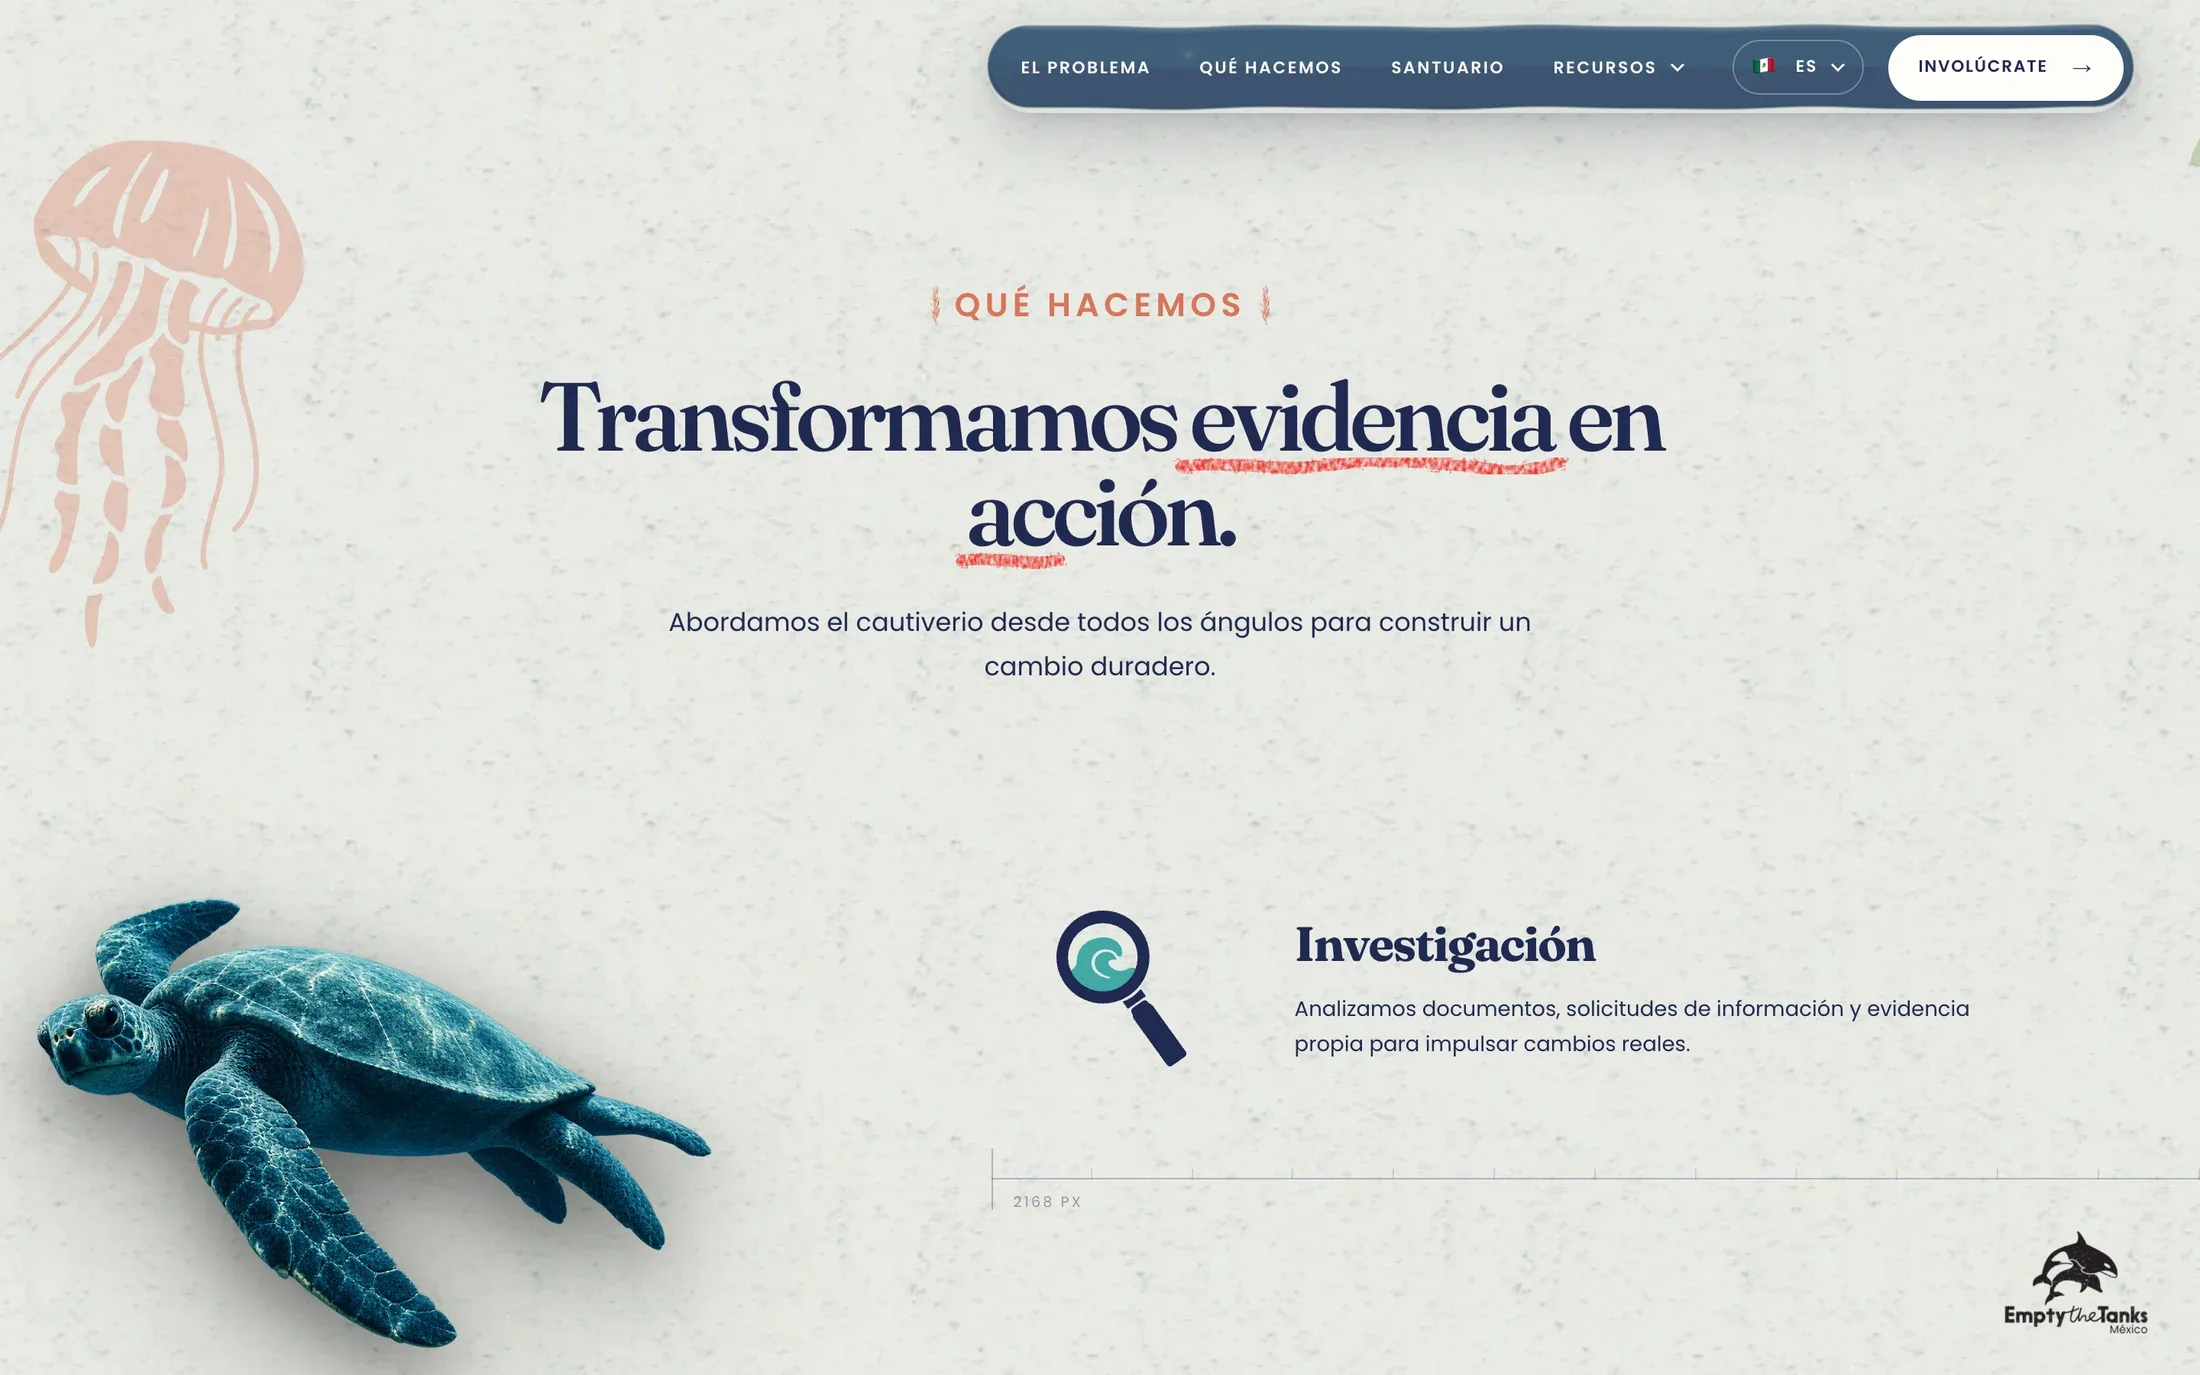 EL PROBLEMA QUÉ HACEMOS SANTUARIO RECURSOS ES INVOLÚCRATE →
QUÉ HACEMOS
Transformamos evidencia en
acción.
Abordamos el cautiverio desde todos los ángulos para construir un
cambio duradero.
Investigación
Analizamos documentos, solicitudes de información y evidencia
propia para impulsar cambios reales.
2168 PX
Empty the Tanks
México